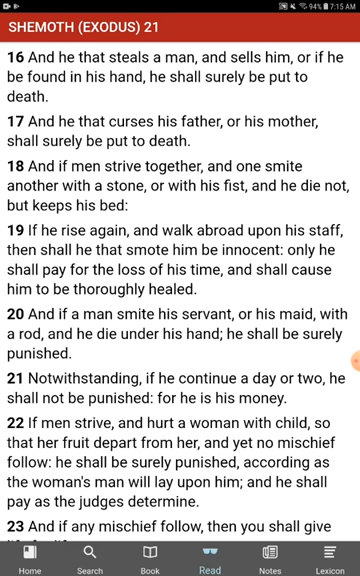 94% 7:15 AM
SHEMOTH (EXODUS) 21
16 And he that steals a man, and sells him, or if he
be found in his hand, he shall surely be put to
death.
17 And he that curses his father, or his mother,
shall surely be put to death.
18 And if men strive together, and one smite
another with a stone, or with his fist, and he die not,
but keeps his bed:
19 If he rise again, and walk abroad upon his staff,
then shall he that smote him be innocent: only he
shall pay for the loss of his time, and shall cause
him to be thoroughly healed.
20 And if a man smite his servant, or his maid, with
a rod, and he die under his hand; he shall be surely
punished.
21 Notwithstanding, if he continue a day or two, he
shall not be punished: for he is his money.
22 If men strive, and hurt a woman with child, so
that her fruit depart from her, and yet no mischief
follow: he shall be surely punished, according as
the woman's man will lay upon him; and he shall
pay as the judges determine.
23 And if any mischief follow, then you shall give
Home Search Book Read Notes Lexicon